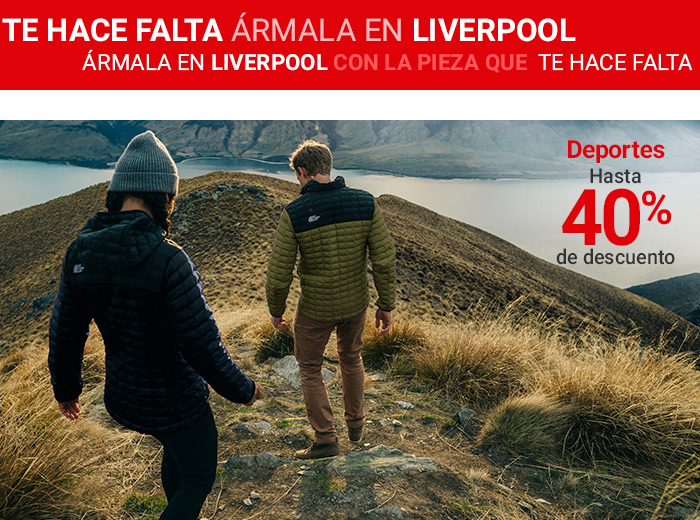 TE HACE FALTA ÁRMALA EN LIVERPOOL
ÁRMALA EN LIVERPOOL CON LA PIEZA QUE TE HACE FALTA
Deportes
Hasta
40%
de descuento